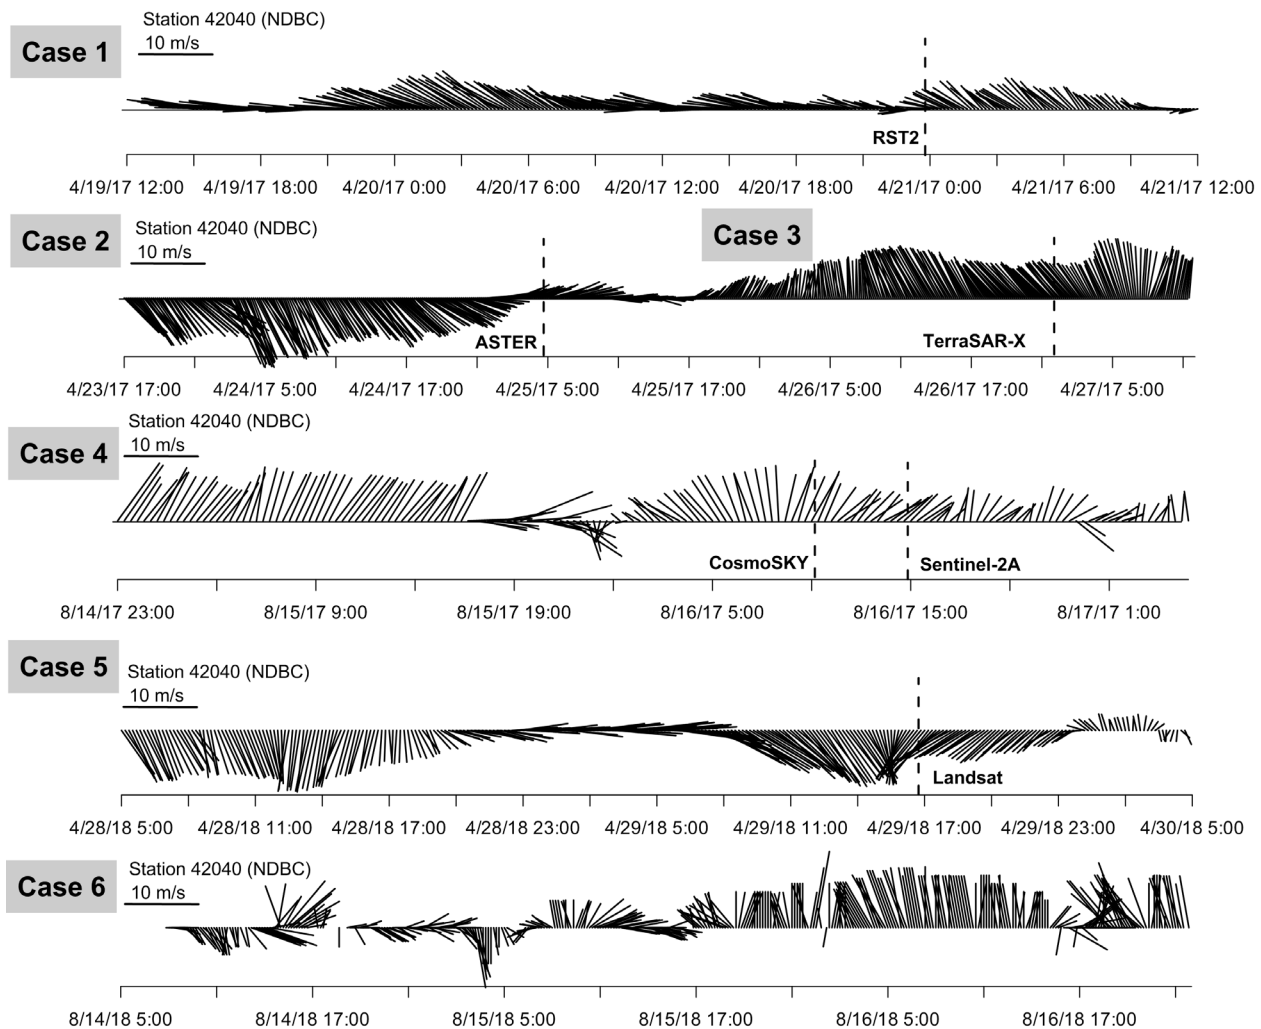 Station 42040 (NDBC)
Case 1
10 m/s
RST2
4/19/17 12:00 4/19/17 18:00 4/20/17 0:00 4/20/17 6:00 4/20/17 12:00 4/20/17 18:00 4/21/17 0:00 4/21/17 6:00 4/21/17 12:00
Station 42040 (NDBC)
Case 2
Case 3
10 m/s
ASTER
TerraSAR-X
4/23/17 17:00 4/24/17 5:00 4/24/17 17:00 4/25/17 5:00 4/25/17 17:00 4/26/17 5:00 4/26/17 17:00 4/27/17 5:00
Station 42040 (NDBC)
Case 4
10 m/s
CosmoSKY
Sentinel-2A
8/14/17 23:00 8/15/17 9:00 8/15/17 19:00 8/16/17 5:00 8/16/17 15:00 8/17/17 1:00
Case 5
Station 42040 (NDBC)
10 m/s
Landsat
4/28/18 5:00 4/28/18 11:00 4/28/18 17:00 4/28/18 23:00 4/29/18 5:00 4/29/18 11:00 4/29/18 17:00 4/29/18 23:00 4/30/18 5:00
Station 42040 (NDBC)
Case 6
10 m/s
8/14/18 5:00 8/14/18 17:00 8/15/18 5:00 8/15/18 17:00 8/16/18 5:00 8/16/18 17:00